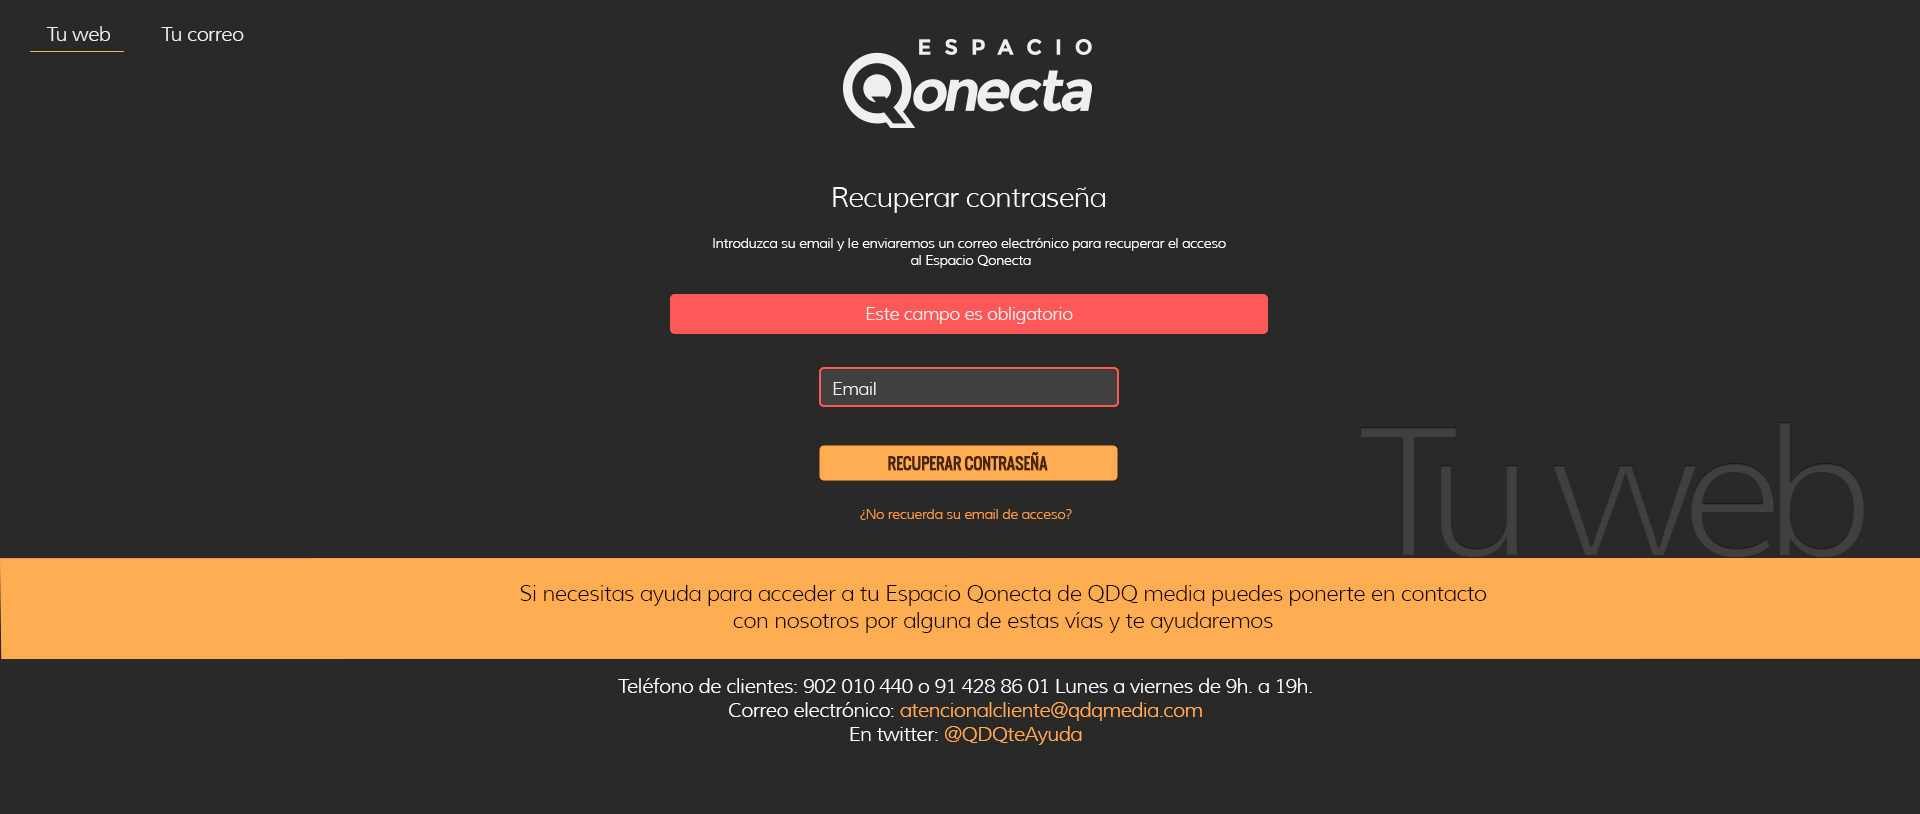 Tu web Tu correo
ESPACIO
Qonecta
Recuperar contraseña
Introduzca su email y le enviaremos un correo electrónico para recuperar el acceso
al Espacio Qonecta
Este campo es obligatorio
Email
RECUPERAR CONTRASEÑA
¿No recuerda su email de acceso?
Tu web
Si necesitas ayuda para acceder a tu Espacio Qonecta de QDQ media puedes ponerte en contacto
con nosotros por alguna de estas vías y te ayudaremos
Teléfono de clientes: 902 010 440 o 91 428 86 01 Lunes a viernes de 9h. a 19h.
Correo electrónico: atencionalcliente@qdqmedia.com
En twitter: @QDQteAyuda